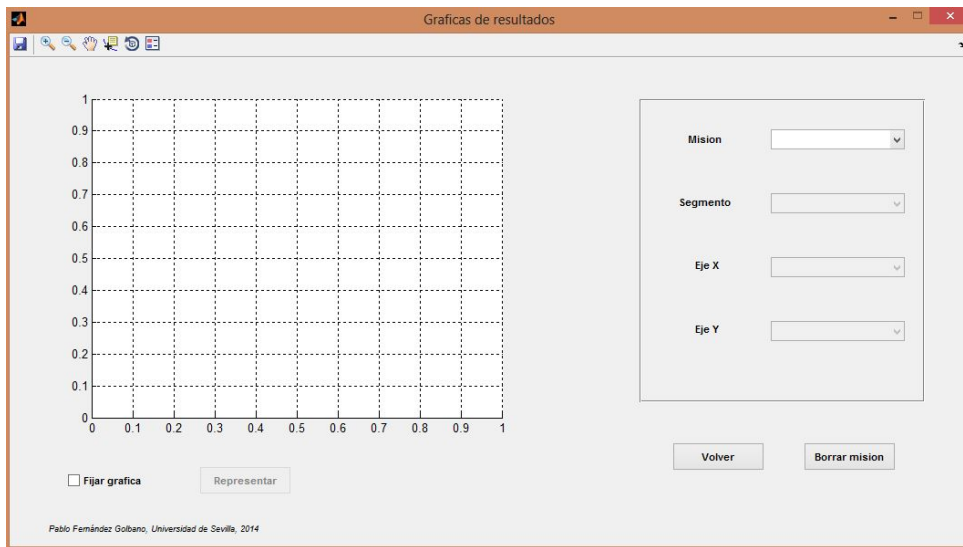 Graficas de resultados
1
0.9
0.8
0.7
0.6
0.5
0.4
0.3
0.2
0.1
0
0 0.1 0.2 0.3 0.4 0.5 0.6 0.7 0.8 0.9 1
Mision
Segmento
Eje X
Eje Y
Volver Borrar mision
Fijar grafica Representar
Pablo Fernández Golbano, Universidad de Sevilla, 2014